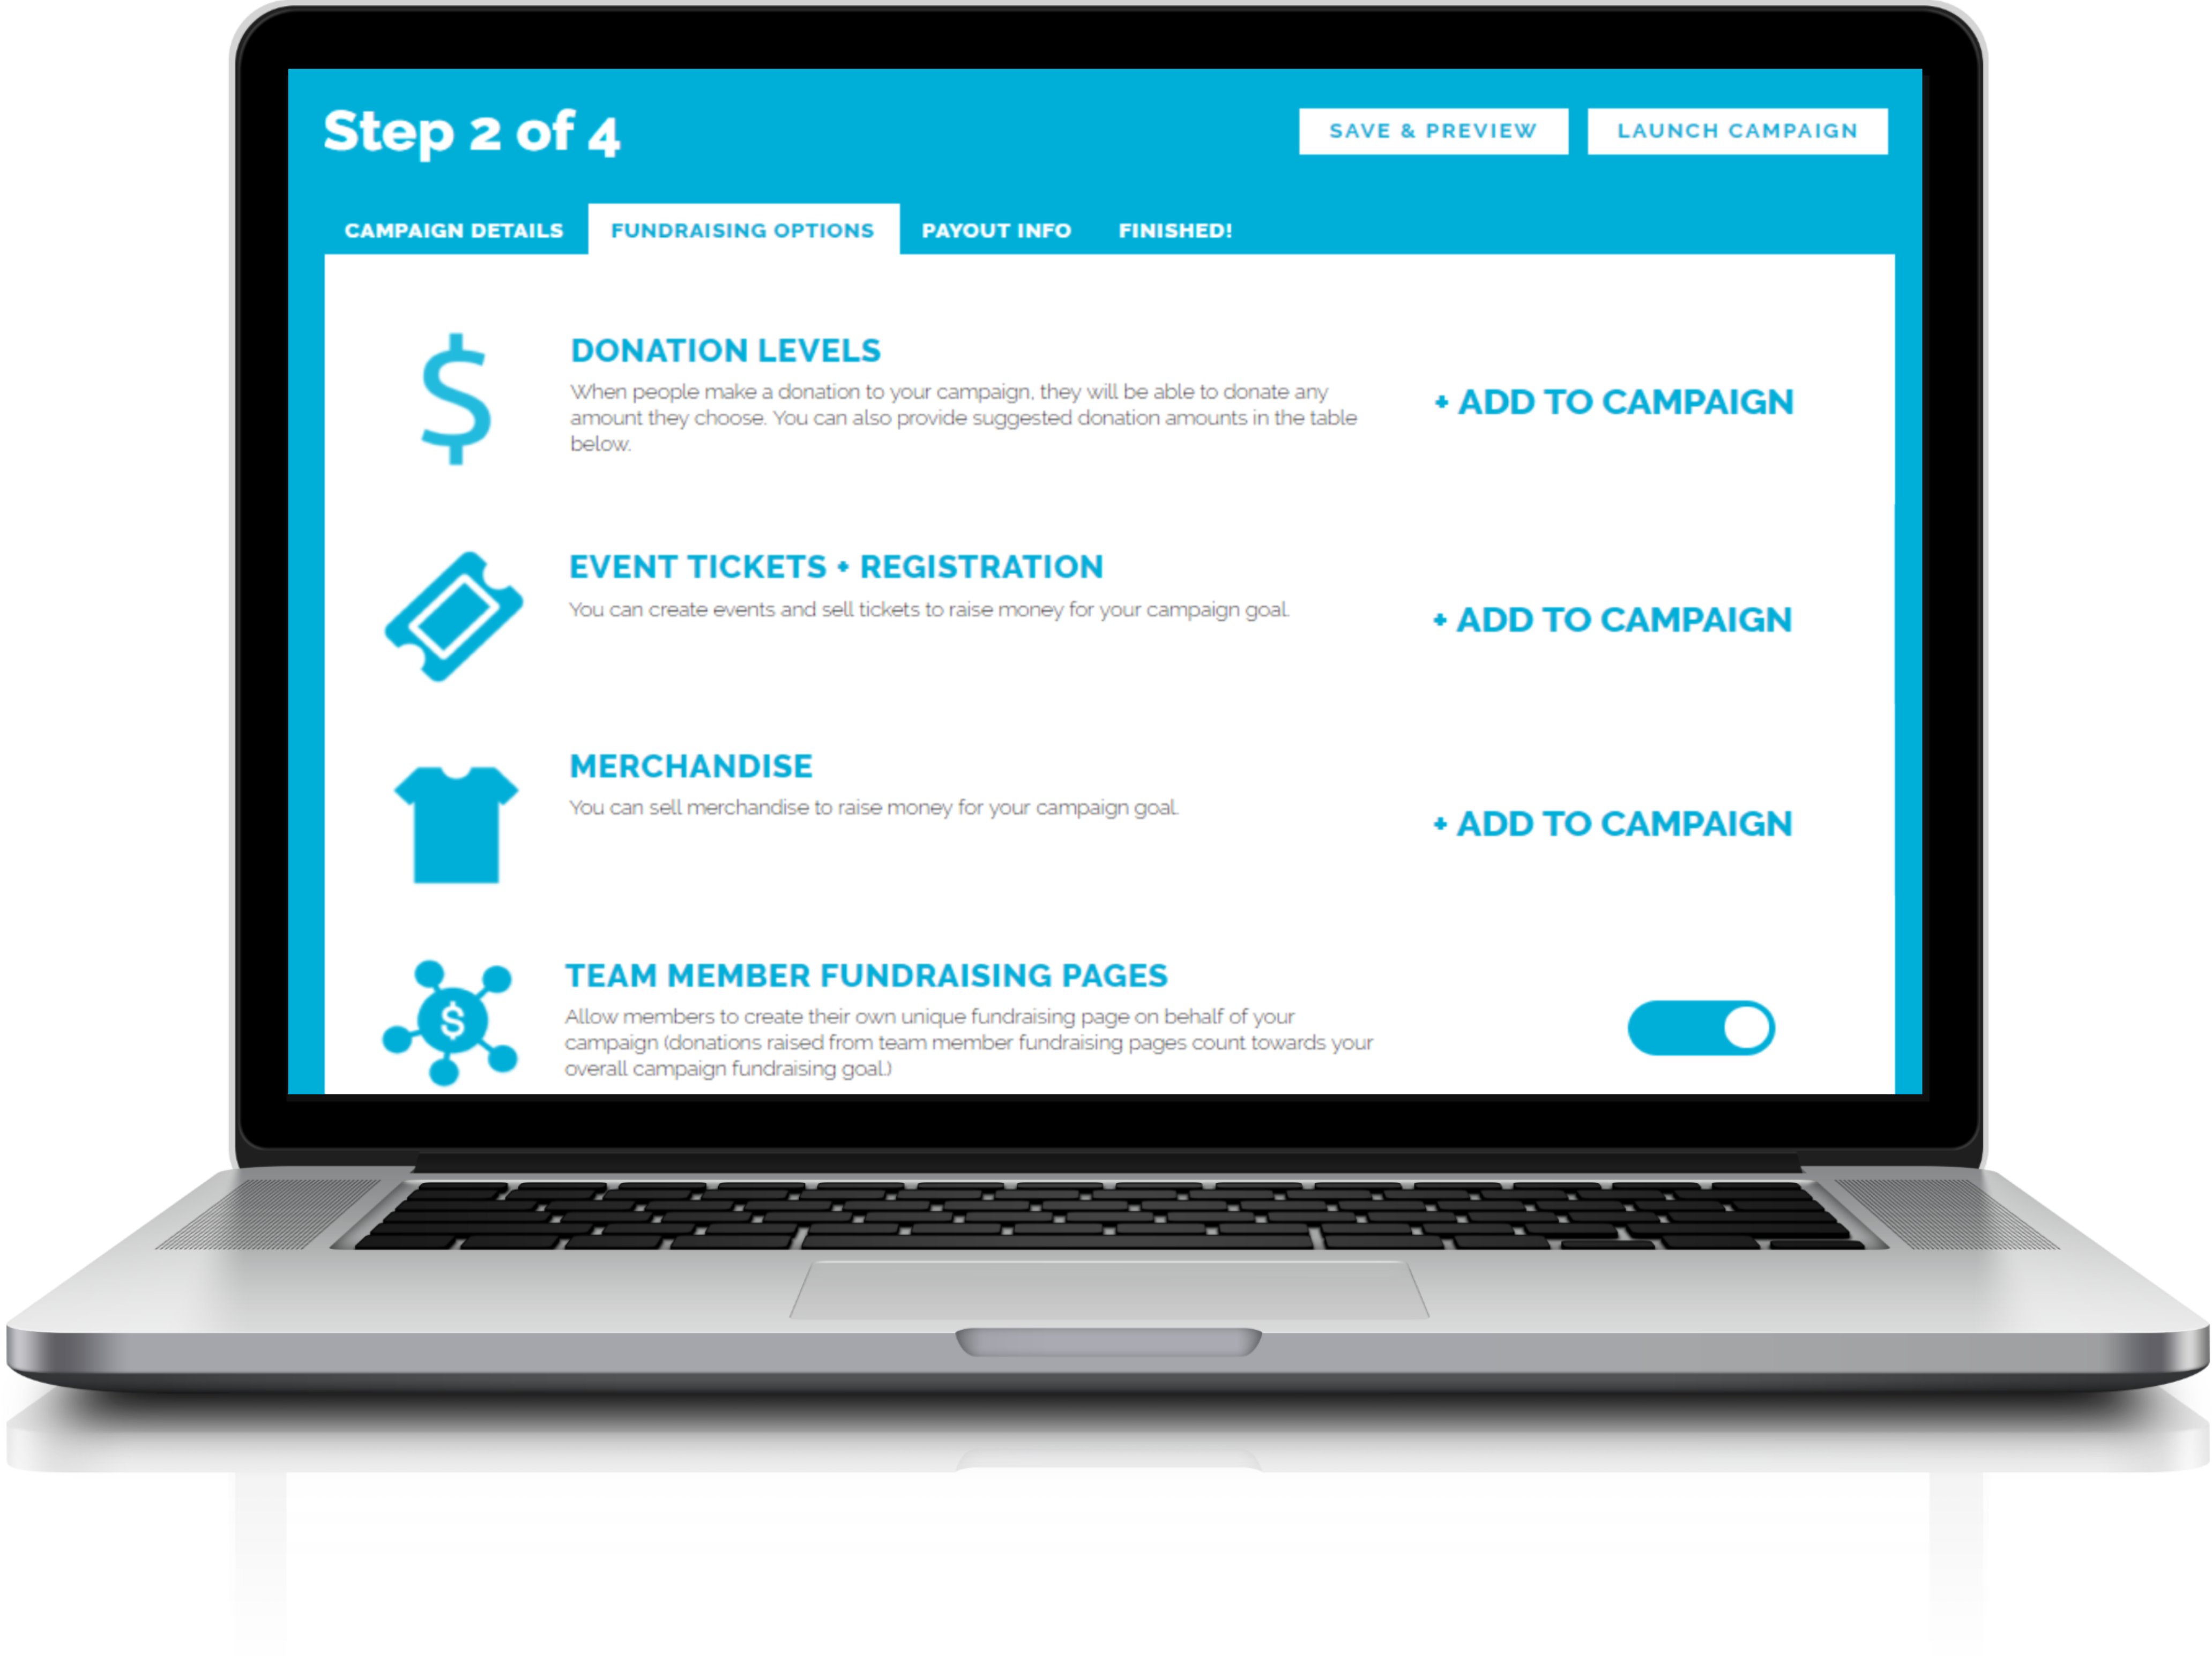 Step 2 of 4
SAVE & PREVIEW
LAUNCH CAMPAIGN
CAMPAIGN DETAILS
FUNDRAISING OPTIONS
PAYOUT INFO
FINISHED!
$
DONATION LEVELS
When people make a donation to your campaign, they will be able to donate any
amount they choose. You can also provide suggested donation amounts in the table
below.
+ ADD TO CAMPAIGN
EVENT TICKETS + REGISTRATION
You can create events and sell tickets to raise money for your campaign goal.
+ ADD TO CAMPAIGN
MERCHANDISE
You can sell merchandise to raise money for your campaign goal.
+ ADD TO CAMPAIGN
$
TEAM MEMBER FUNDRAISING PAGES
Allow members to create their own unique fundraising page on behalf of your
campaign (donations raised from team member fundraising pages count towards your
overall campaign fundraising goal.)